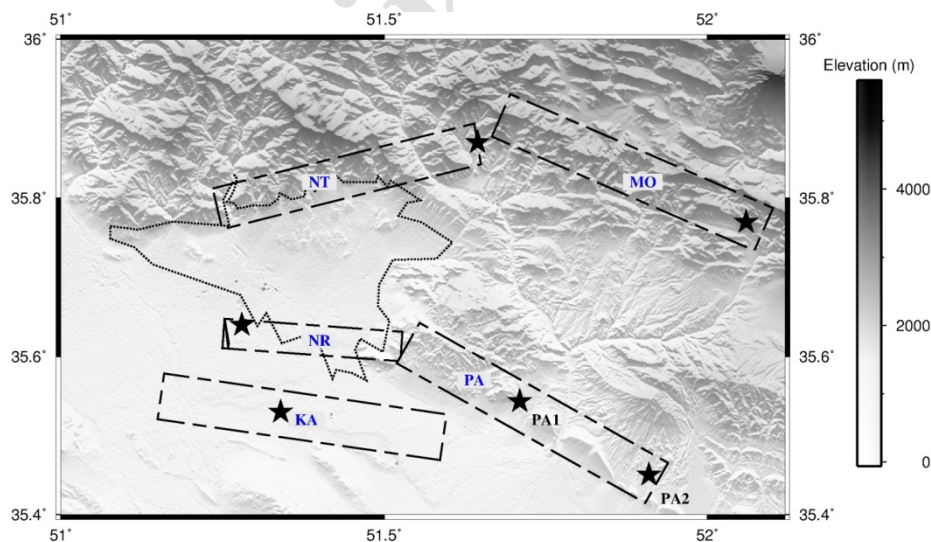 51° 51.5° 52°
36° 36°
Elevation (m)
NT MO
4000
35.8° 35.8°
2000
NR
35.6° 35.6°
PA
PA1
KA
0
PA2
35.4° 35.4°
51° 51.5° 52°